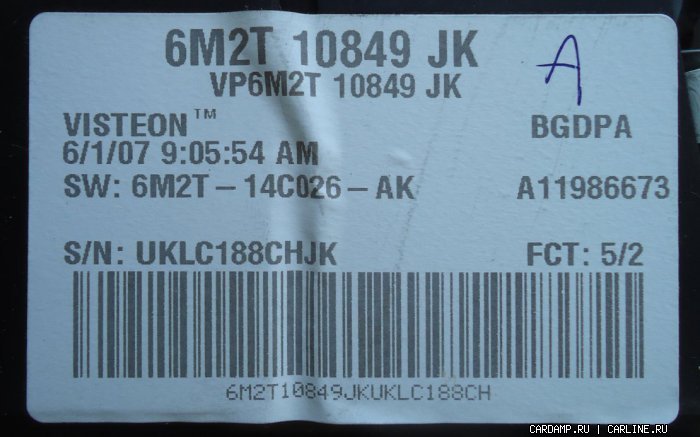 6M2T 10849 JK
A
VP6M2T 10849 JK
VISTEON™
BGDPA
6/1/07 9:05:54 AM
SW: 6M2T-14C026-AK
A11986673
S/N: UKLC188CHJK
FCT: 5/2
6M2T10849JKUKLC188CH
CARDAMP.RU | CARLINE.RU